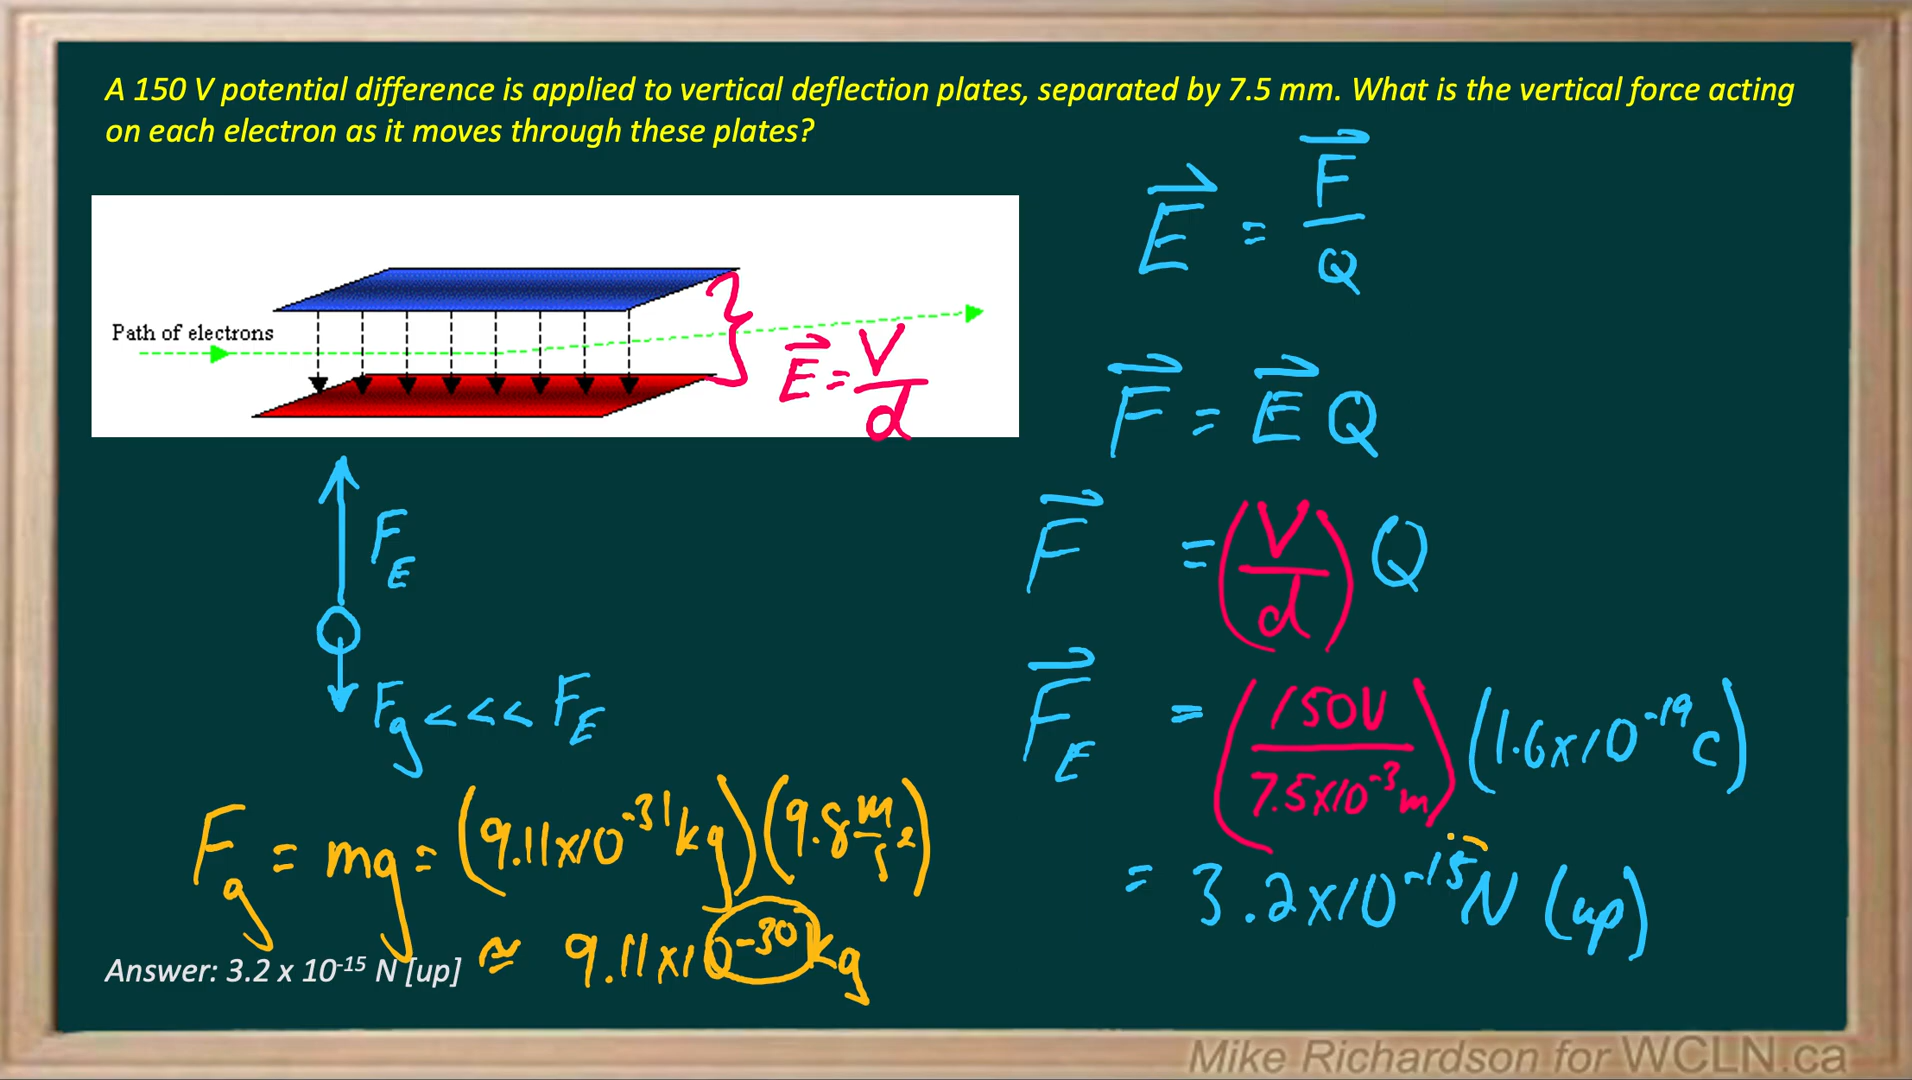 A 150 V potential difference is applied to vertical deflection plates, separated by 7.5 mm. What is the vertical force acting
on each electron as it moves through these plates?
E = F/Q
Path of electrons
E = V/d
F = E Q
F = (V/d) Q
F_E
F_g <<< F_E
F_E = (150V / 7.5x10^-3 m) (1.6x10^-19 C)
= 3.2x10^-15 N (up)
F_g = mg = (9.11x10^-31 kg) (9.8 m/s^2)
≈ 9.11x10^-30 kg
Answer: 3.2 x 10^-15 N [up]
Mike Richardson for WCLN.ca